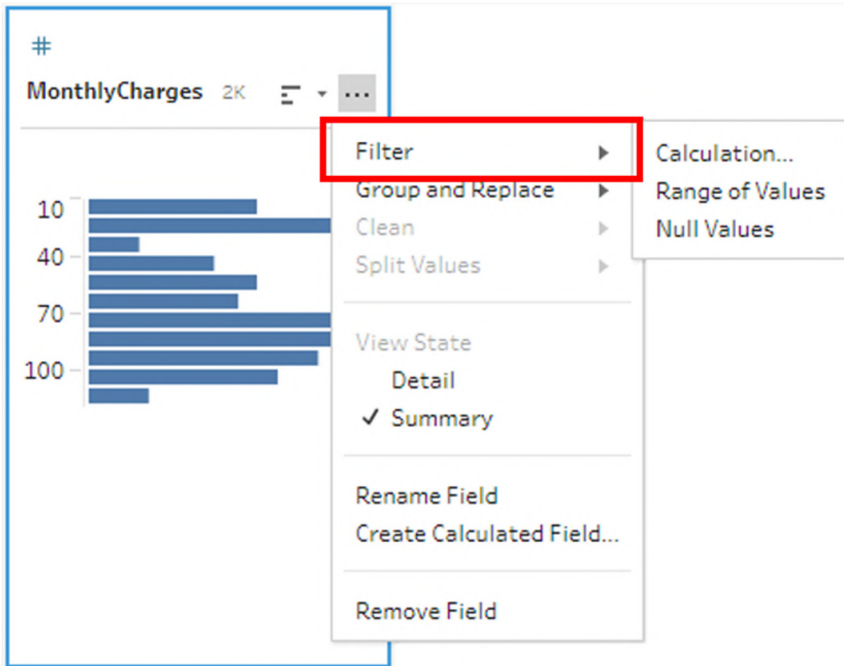 #
MonthlyCharges 2K ...
10
40
70
100
Filter
Group and Replace
Clean
Split Values
View State
Detail
✓ Summary
Rename Field
Create Calculated Field...
Remove Field
Calculation...
Range of Values
Null Values